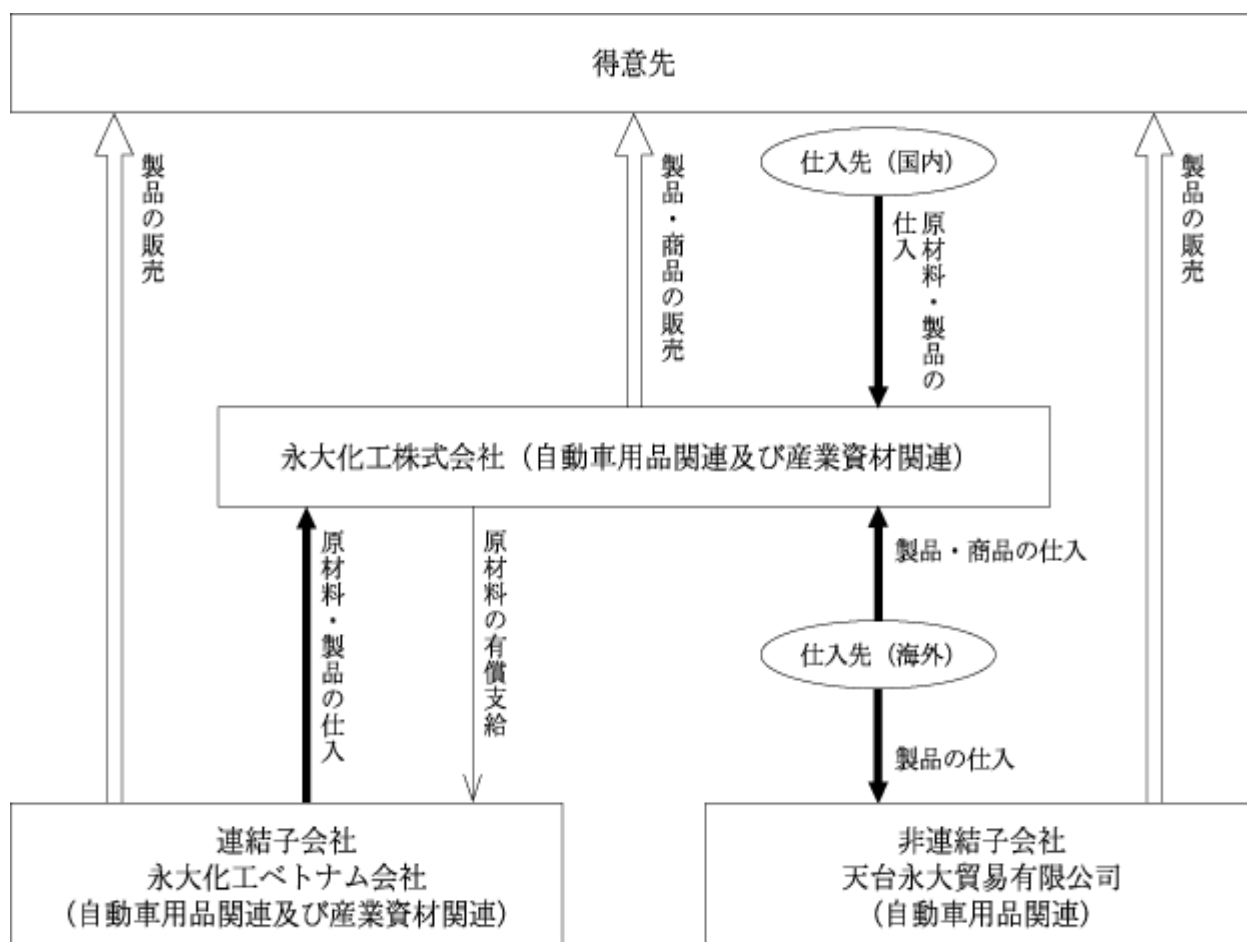 得意先
製品の販売
製品・商品の販売
仕入先（国内）
原材料・製品の
仕入
製品の販売
永大化工株式会社（自動車用品関連及び産業資材関連）
原材料・製品の仕入
原材料の有償支給
製品・商品の仕入
仕入先（海外）
製品の仕入
連結子会社
永大化工ベトナム会社
（自動車用品関連及び産業資材関連）
非連結子会社
天台永大貿易有限公司
（自動車用品関連）